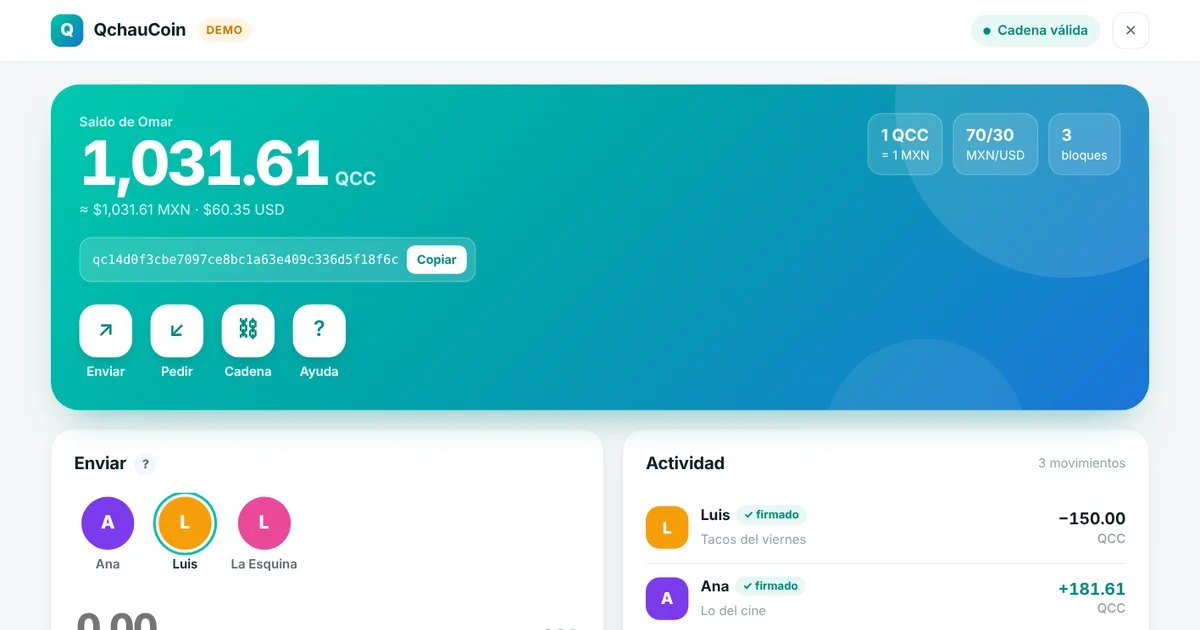 Q QchauCoin DEMO
Cadena válida ✕
Saldo de Omar
1,031.61 QCC
≈ $1,031.61 MXN · $60.35 USD
1 QCC
= 1 MXN
70/30
MXN/USD
3
bloques
qc14d0f3cbe7097ce8bc1a63e409c336d5f18f6c Copiar
Enviar
Pedir
Cadena
?
Ayuda
Enviar ?
A
Ana
L
Luis
L
La Esquina
0.00
Actividad
3 movimientos
L
Luis ✓ firmado
Tacos del viernes
−150.00
QCC
A
Ana ✓ firmado
Lo del cine
+181.61
QCC